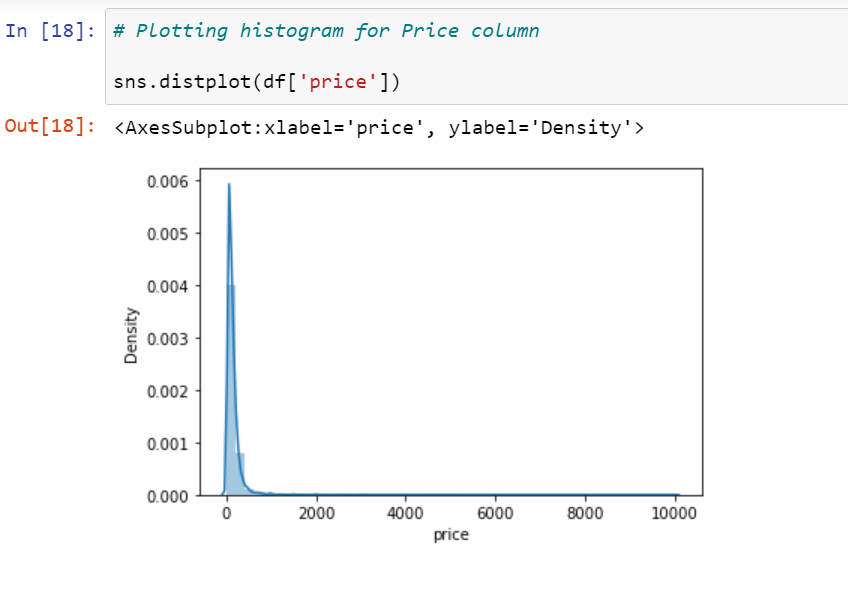 In [18]: # Plotting histogram for Price column
sns.distplot(df['price'])
Out[18]: <AxesSubplot:xlabel='price', ylabel='Density'>
0.006
0.005
0.004
0.003
0.002
0.001
0.000
Density
0 2000 4000 6000 8000 10000
price